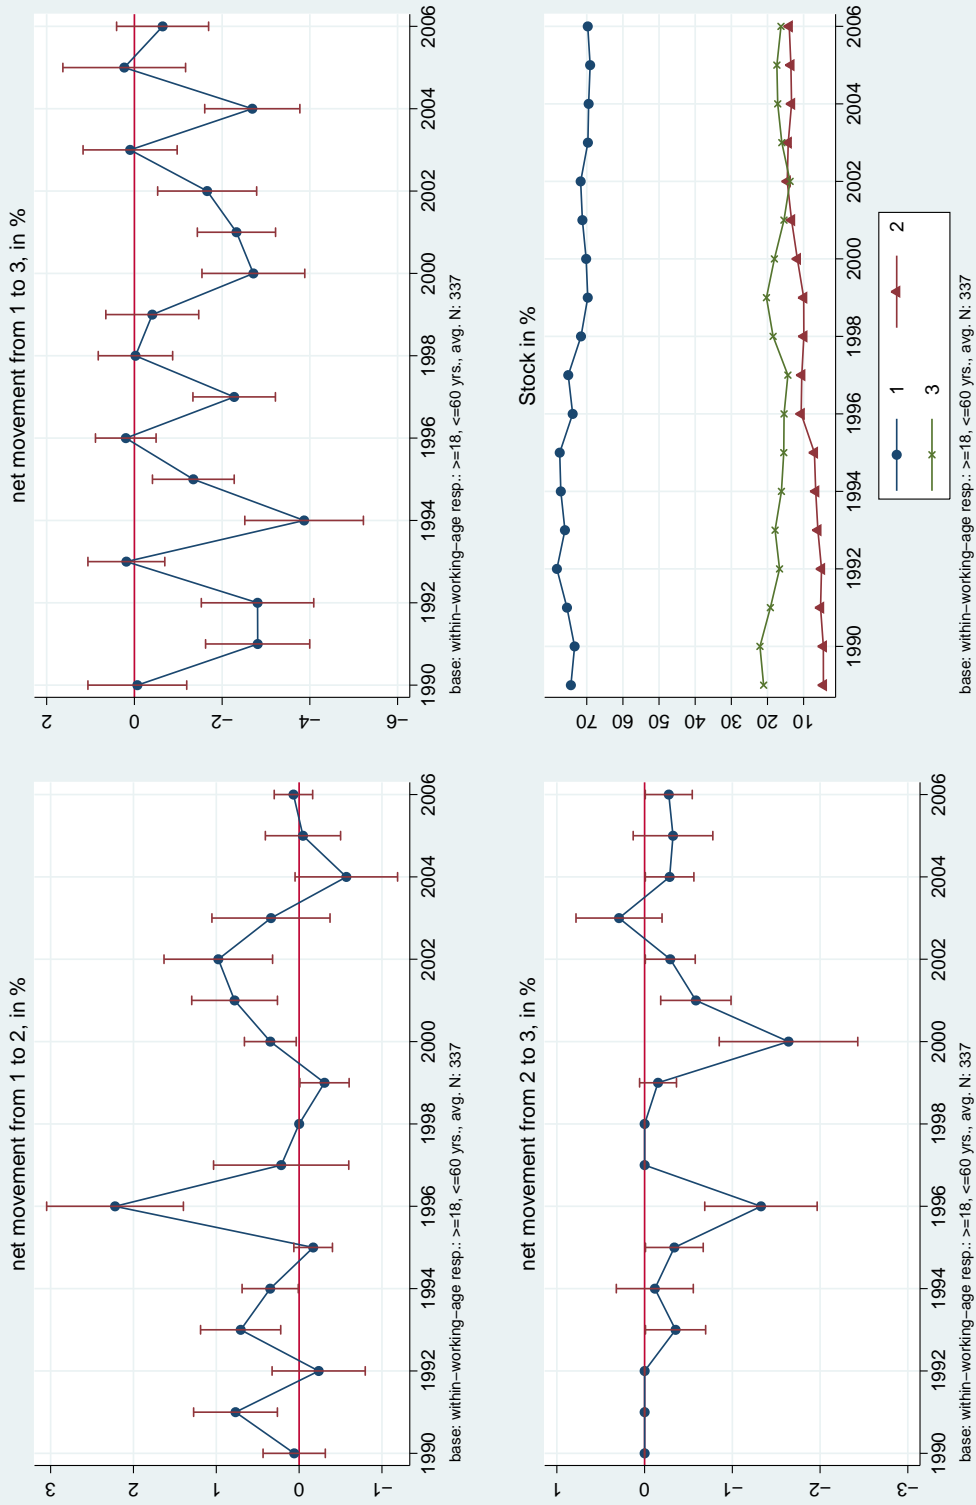 net movement from 1 to 2, in %
3
2
1
0
−1
1990 1992 1994 1996 1998 2000 2002 2004 2006
base: within−working−age resp.: >=18, <=60 yrs., avg. N: 337
net movement from 1 to 3, in %
2
0
−2
−4
−6
1990 1992 1994 1996 1998 2000 2002 2004 2006
base: within−working−age resp.: >=18, <=60 yrs., avg. N: 337
net movement from 2 to 3, in %
1
0
−1
−2
−3
1990 1992 1994 1996 1998 2000 2002 2004 2006
base: within−working−age resp.: >=18, <=60 yrs., avg. N: 337
Stock in %
70
60
50
40
30
20
10
1990 1992 1994 1996 1998 2000 2002 2004 2006
1 2
3
base: within−working−age resp.: >=18, <=60 yrs., avg. N: 337